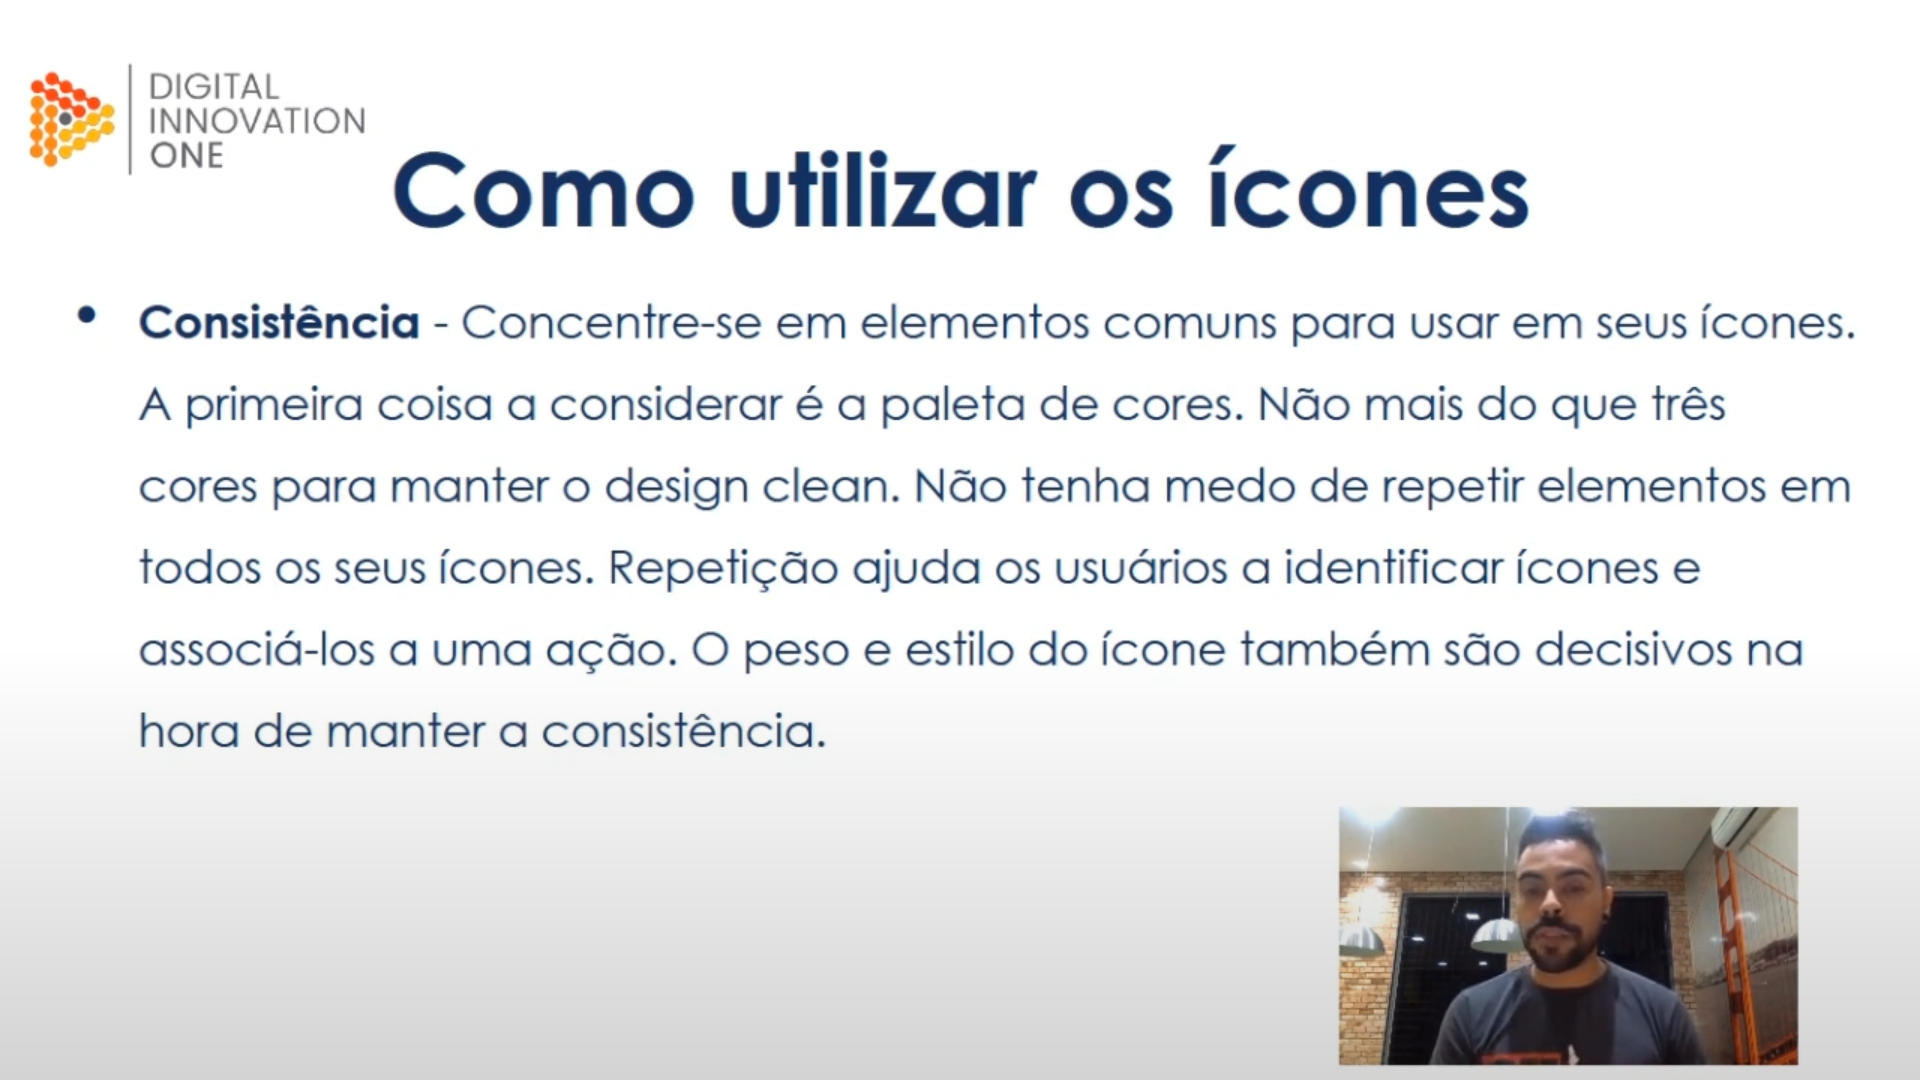 DIGITAL
INNOVATION
ONE
Como utilizar os ícones
• Consistência - Concentre-se em elementos comuns para usar em seus ícones.
A primeira coisa a considerar é a paleta de cores. Não mais do que três
cores para manter o design clean. Não tenha medo de repetir elementos em
todos os seus ícones. Repetição ajuda os usuários a identificar ícones e
associá-los a uma ação. O peso e estilo do ícone também são decisivos na
hora de manter a consistência.